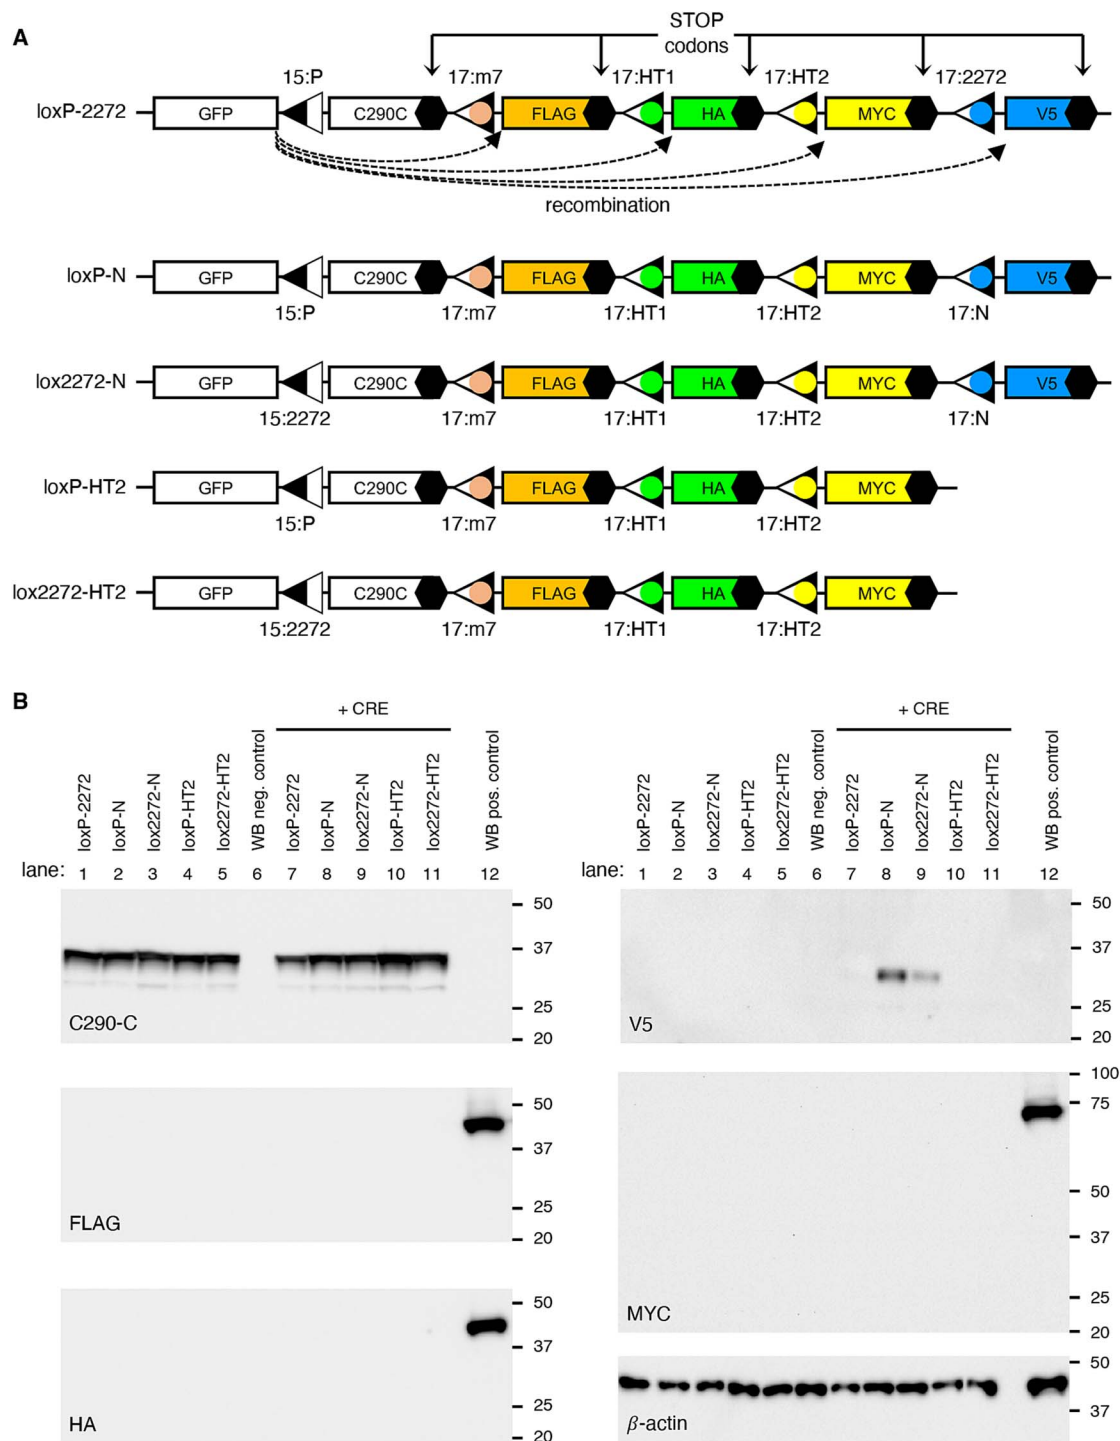 A
STOP
codons
15:P 17:m7 17:HT1 17:HT2 17:2272
loxP-2272 GFP C290C FLAG HA MYC V5
recombination
loxP-N GFP C290C FLAG HA MYC V5
15:P 17:m7 17:HT1 17:HT2 17:N
lox2272-N GFP C290C FLAG HA MYC V5
15:2272 17:m7 17:HT1 17:HT2 17:N
loxP-HT2 GFP C290C FLAG HA MYC
15:P 17:m7 17:HT1 17:HT2
lox2272-HT2 GFP C290C FLAG HA MYC
15:2272 17:m7 17:HT1 17:HT2
B
+ CRE
loxP-2272 loxP-N lox2272-N loxP-HT2 lox2272-HT2 WB neg. control loxP-2272 loxP-N lox2272-N loxP-HT2 lox2272-HT2 WB pos. control
lane: 1 2 3 4 5 6 7 8 9 10 11 12
50
37
25
20
C290-C
50
37
25
20
FLAG
50
37
25
20
HA
+ CRE
loxP-2272 loxP-N lox2272-N loxP-HT2 lox2272-HT2 WB neg. control loxP-2272 loxP-N lox2272-N loxP-HT2 lox2272-HT2 WB pos. control
lane: 1 2 3 4 5 6 7 8 9 10 11 12
50
37
25
20
V5
100
75
50
37
25
20
MYC
50
37
β-actin